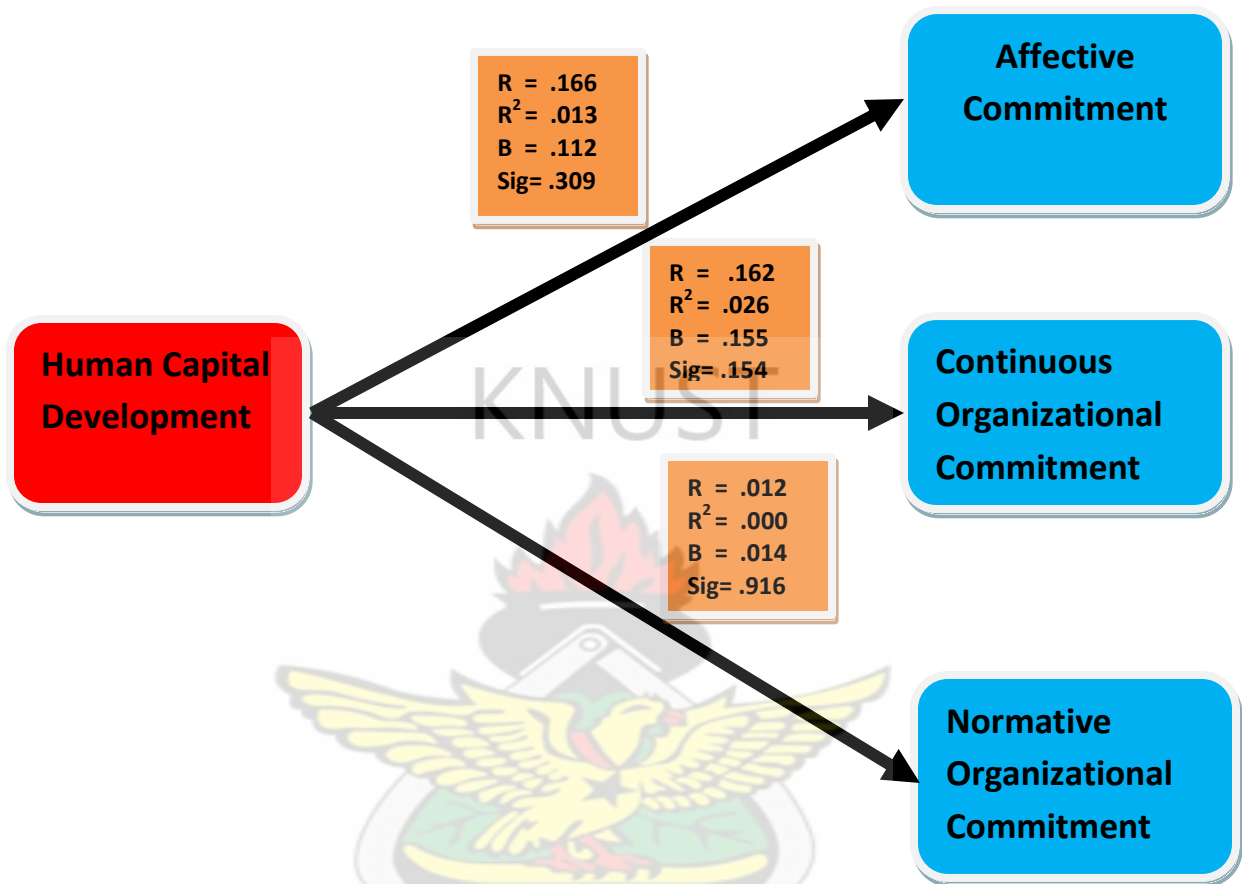 Affective
Commitment
R = .166
R² = .013
B = .112
Sig= .309
R = .162
R² = .026
B = .155
Sig= .154
Human Capital
Development
KNUST
Continuous
Organizational
Commitment
R = .012
R² = .000
B = .014
Sig= .916
Normative
Organizational
Commitment